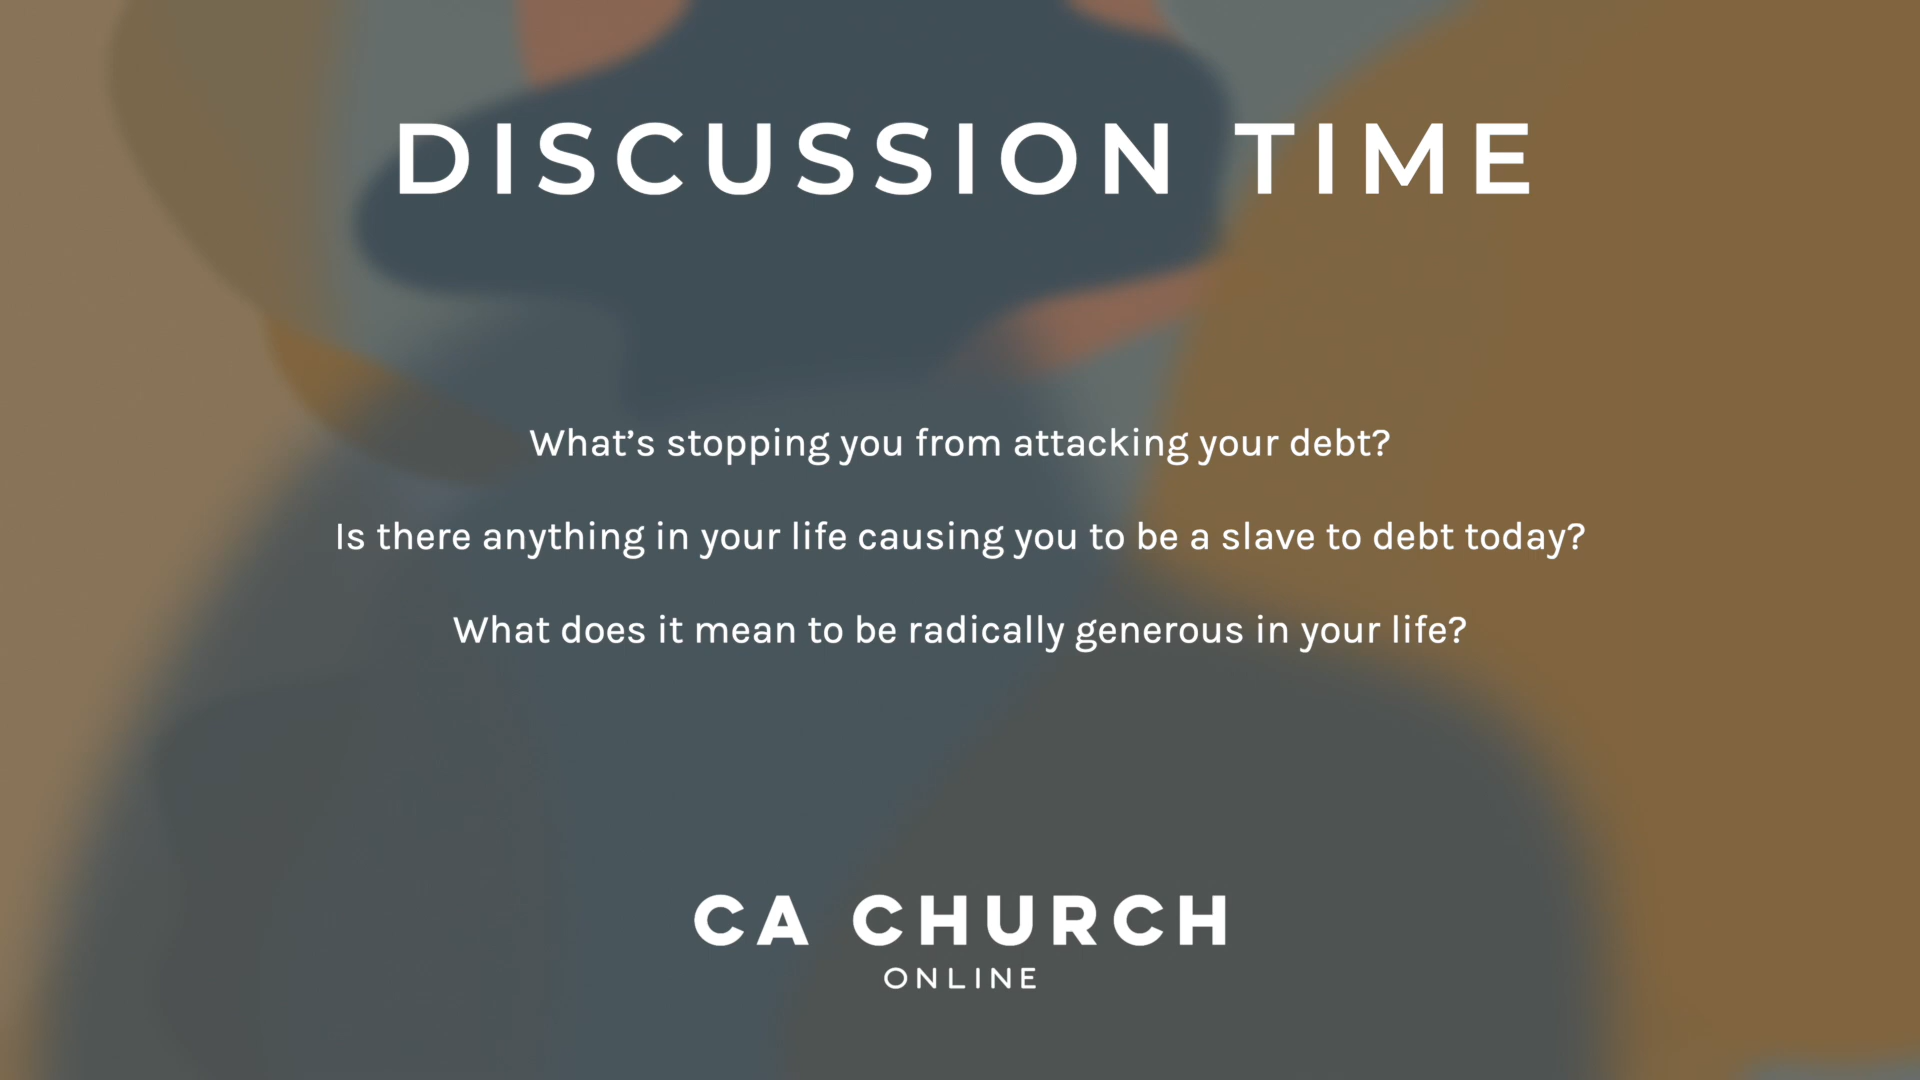 DISCUSSION TIME
What’s stopping you from attacking your debt?
Is there anything in your life causing you to be a slave to debt today?
What does it mean to be radically generous in your life?
CA CHURCH
ONLINE